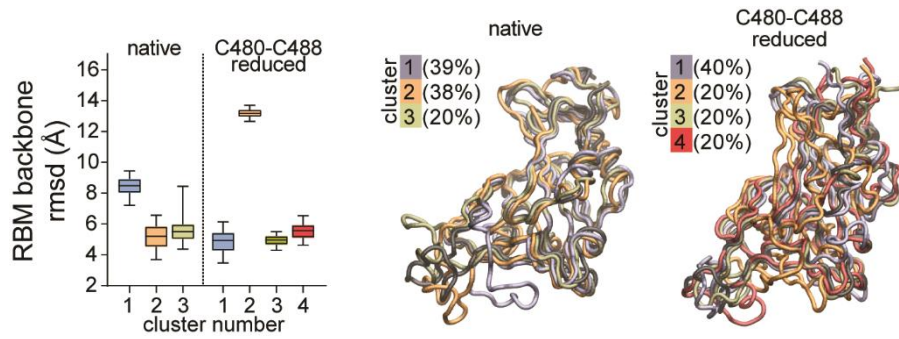 native
C480-C488
reduced
RBM backbone
rmsd (Å)
16
14
12
10
8
6
4
2
1 2 3 1 2 3 4
cluster number
native
cluster
1 (39%)
2 (38%)
3 (20%)
C480-C488
reduced
cluster
1 (40%)
2 (20%)
3 (20%)
4 (20%)